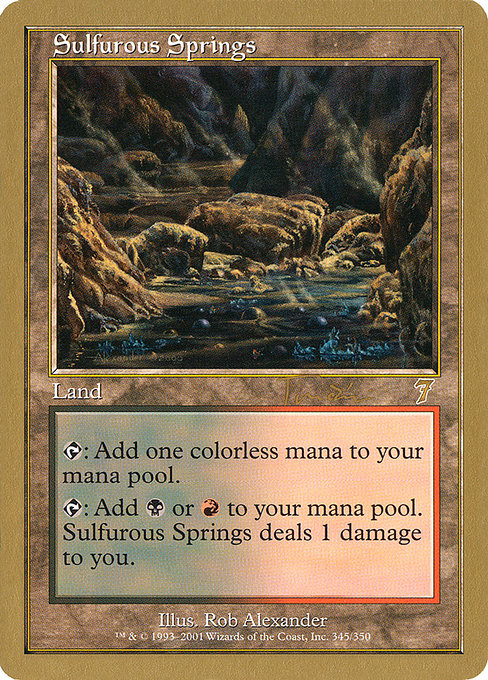 Sulfurous Springs
Land
: Add one colorless mana to your
mana pool.
: Add or to your mana pool.
Sulfurous Springs deals 1 damage
to you.
Illus. Rob Alexander
™ & © 1993–2001 Wizards of the Coast, Inc. 345/350